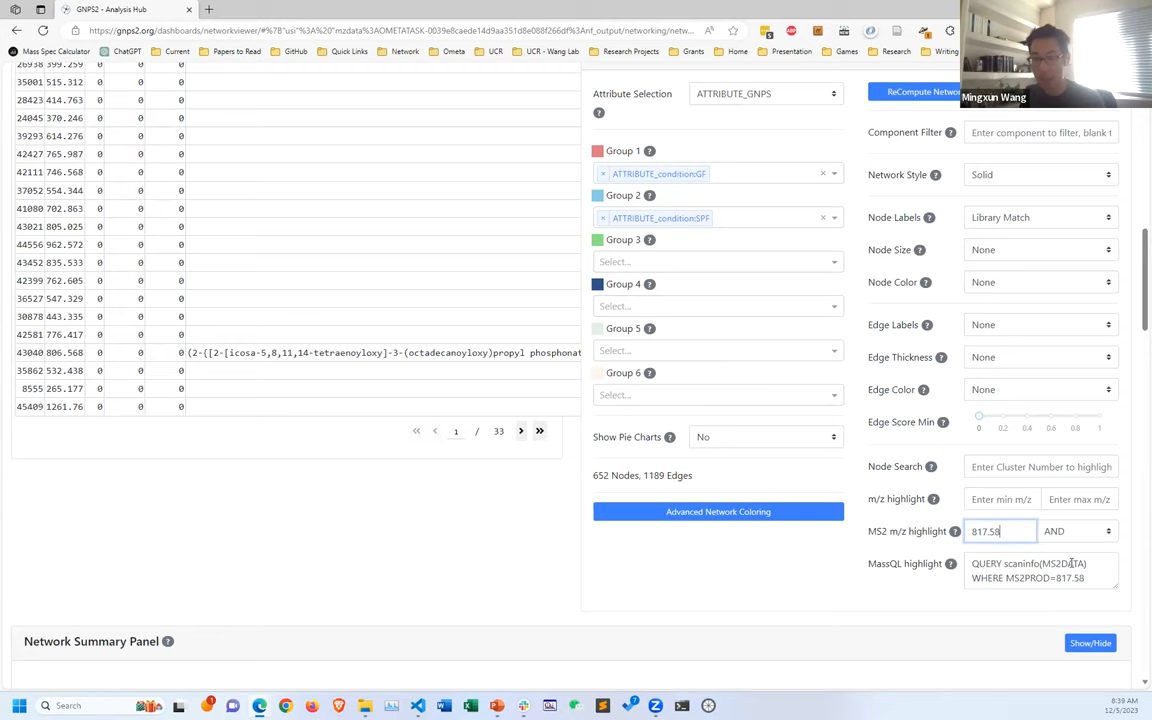 GNPS2 - Analysis Hub
https://gnps2.org/dashboards/networkviewer/#%7B"usi"%3A%20"mzdata%3AOMETATASK-0039e8caede1d4951d8e088f266df%3Anf_output/networking/netw...
Mass Spec Calculator ChatGPT Current Papers to Read GitHub Quick Links Network Ometa UCR UCR - Wang Lab Research Projects Grants Home Presentation Games Research Writing
Mingxun Wang
26938 399.259 0 0 0
35001 515.312 0 0 0
28423 414.763 0 0 0
24045 370.246 0 0 0
39293 614.276 0 0 0
42427 765.987 0 0 0
42111 746.568 0 0 0
37052 554.344 0 0 0
41080 702.863 0 0 0
43021 805.025 0 0 0
44556 962.572 0 0 0
43452 835.533 0 0 0
42399 762.605 0 0 0
36527 547.329 0 0 0
30878 443.335 0 0 0
42581 776.417 0 0 0
43040 806.568 0 0 0 (2-{[2-[icosa-5,8,11,14-tetraenoyloxy]-3-(octadecanoyloxy)propyl phosphonat
35862 532.438 0 0 0
8555 265.177 0 0 0
45409 1261.76 0 0 0
1 / 33
Attribute Selection ATTRIBUTE_GNPS
Group 1
× ATTRIBUTE_condition:GF
Group 2
× ATTRIBUTE_condition:SPF
Group 3
Select...
Group 4
Select...
Group 5
Select...
Group 6
Select...
Show Pie Charts No
652 Nodes, 1189 Edges
Advanced Network Coloring
ReCompute Networ
Component Filter Enter component to filter, blank t
Network Style Solid
Node Labels Library Match
Node Size None
Node Color None
Edge Labels None
Edge Thickness None
Edge Color None
Edge Score Min
0 0.2 0.4 0.6 0.8 1
Node Search Enter Cluster Number to highligh
m/z highlight Enter min m/z Enter max m/z
MS2 m/z highlight 817.58 AND
MassQL highlight QUERY scaninfo(MS2DATA)
WHERE MS2PROD=817.58
Network Summary Panel
Show/Hide
Search
8:39 AM
12/5/2023